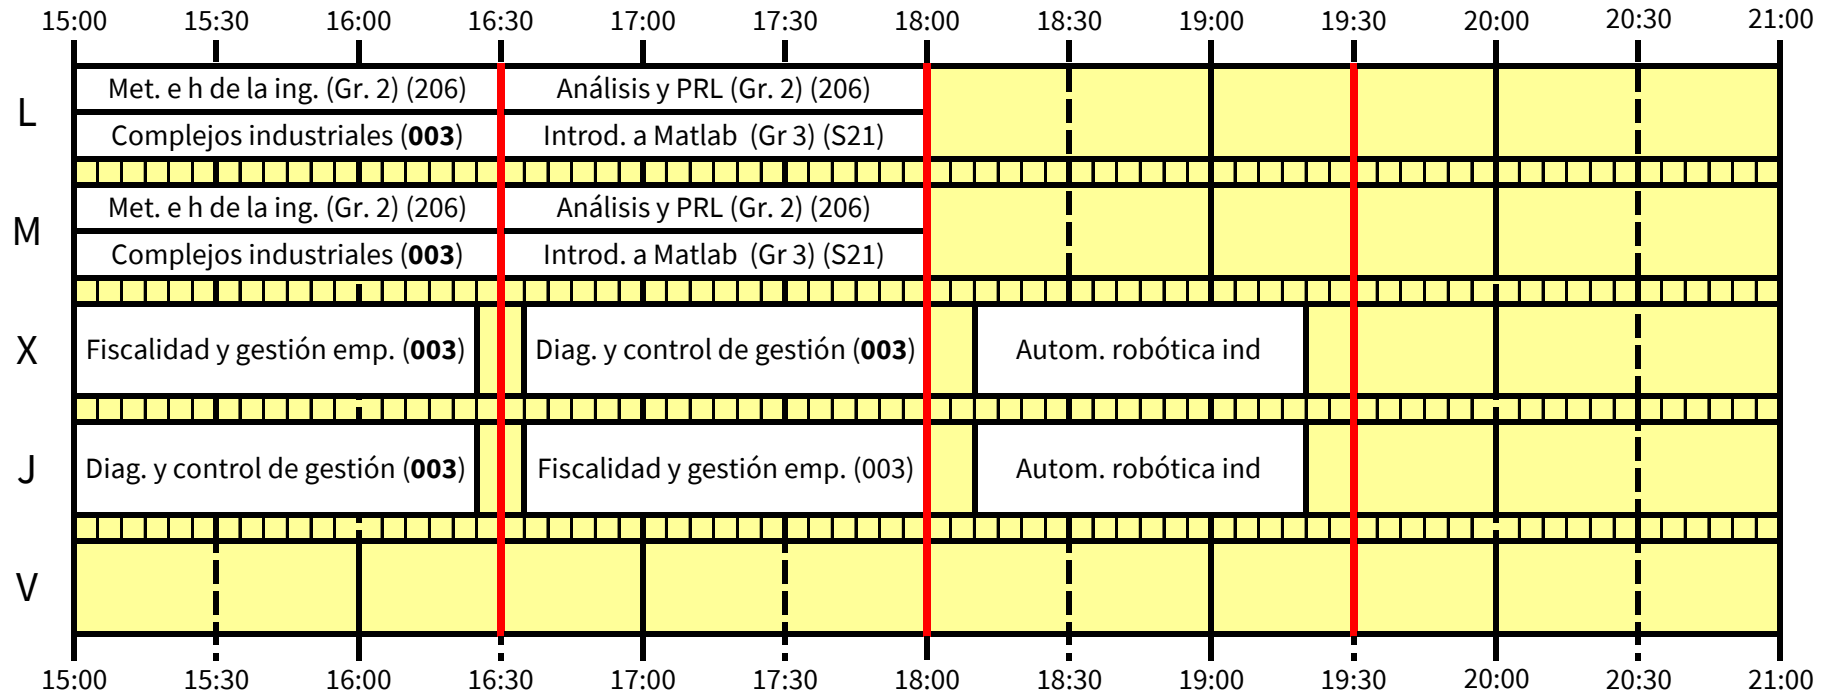 15:00 15:30 16:00 16:30 17:00 17:30 18:00 18:30 19:00 19:30 20:00 20:30 21:00
L
Met. e h de la ing. (Gr. 2) (206) Análisis y PRL (Gr. 2) (206)
Complejos industriales (003) Introd. a Matlab (Gr 3) (S21)
M
Met. e h de la ing. (Gr. 2) (206) Análisis y PRL (Gr. 2) (206)
Complejos industriales (003) Introd. a Matlab (Gr 3) (S21)
X Fiscalidad y gestión emp. (003) Diag. y control de gestión (003) Autom. robótica ind
J Diag. y control de gestión (003) Fiscalidad y gestión emp. (003) Autom. robótica ind
V
15:00 15:30 16:00 16:30 17:00 17:30 18:00 18:30 19:00 19:30 20:00 20:30 21:00